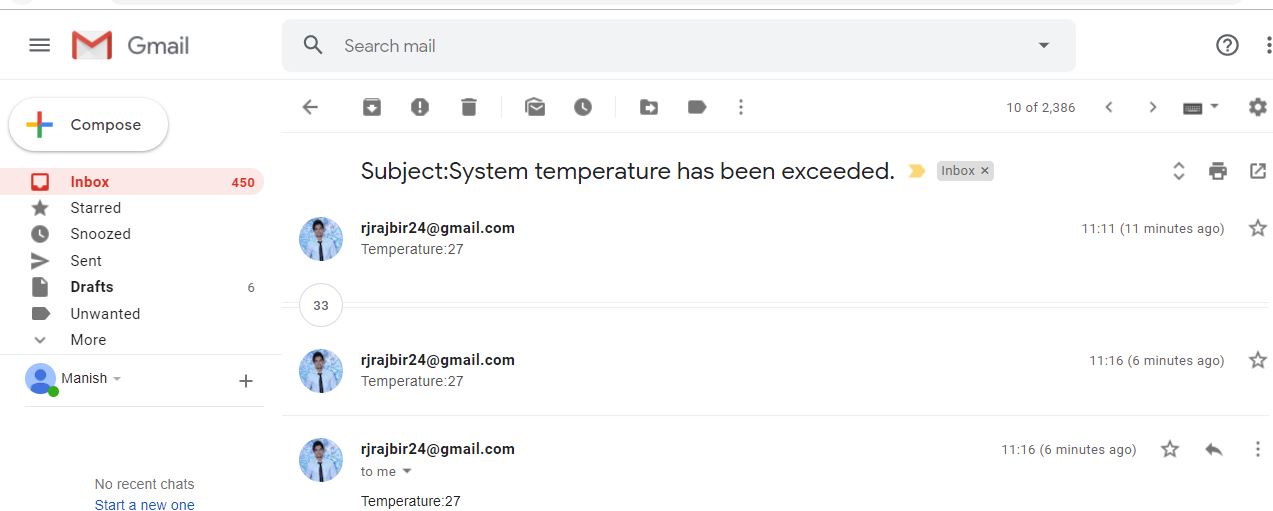 Gmail
Search mail
Compose
10 of 2,386
Subject:System temperature has been exceeded.
Inbox ×
Inbox 450
Starred
Snoozed
Sent
Drafts 6
Unwanted
More
Manish
No recent chats
Start a new one
rjrajbir24@gmail.com 11:11 (11 minutes ago)
Temperature:27
33
rjrajbir24@gmail.com 11:16 (6 minutes ago)
Temperature:27
rjrajbir24@gmail.com 11:16 (6 minutes ago)
to me
Temperature:27